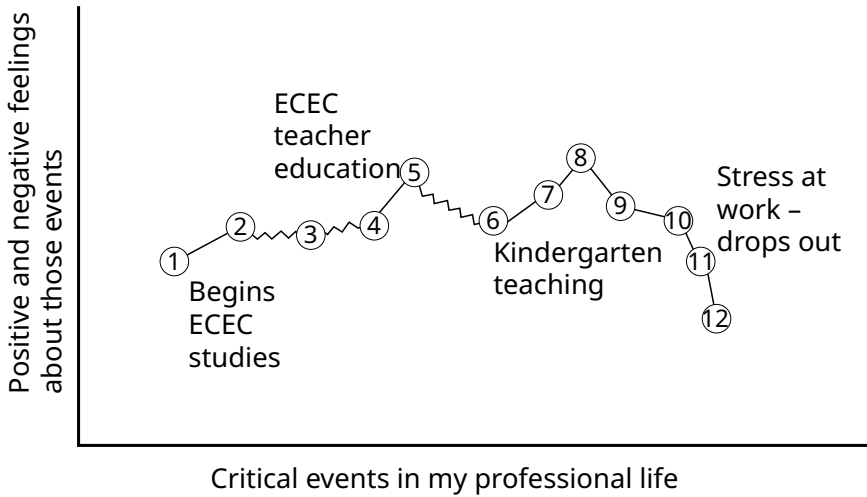 Positive and negative feelings
about those events
ECEC
teacher
education
Begins
ECEC
studies
Kindergarten
teaching
Stress at
work –
drops out
1
2
3
4
5
6
7
8
9
10
11
12
Critical events in my professional life